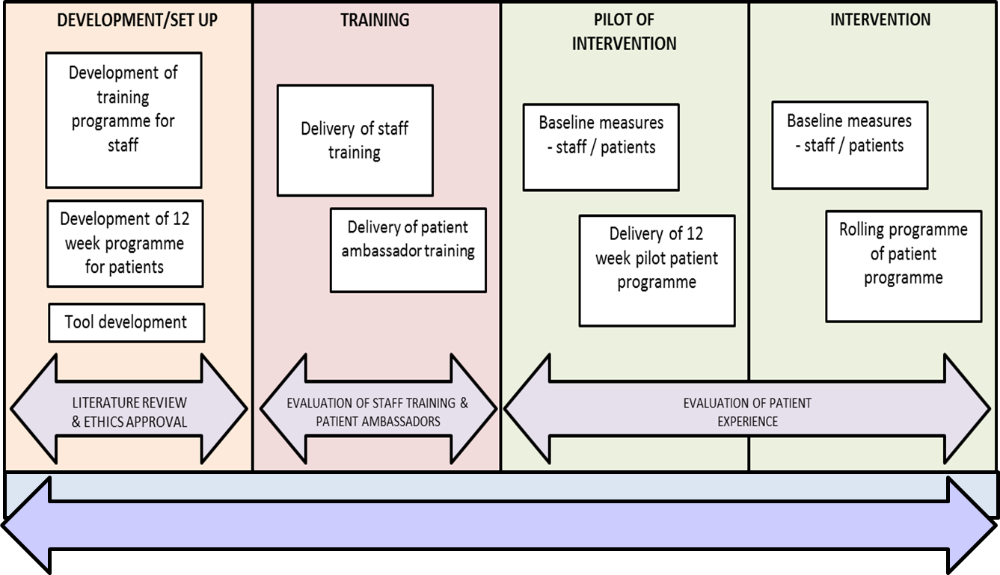 DEVELOPMENT/SET UP
Development of
training
programme for
staff
Development of 12
week programme
for patients
Tool development
LITERATURE REVIEW
& ETHICS APPROVAL
TRAINING
Delivery of staff
training
Delivery of patient
ambassador training
EVALUATION OF STAFF TRAINING &
PATIENT AMBASSADORS
PILOT OF
INTERVENTION
Baseline measures
- staff / patients
Delivery of 12
week pilot patient
programme
INTERVENTION
Baseline measures
- staff / patients
Rolling programme
of patient
programme
EVALUATION OF PATIENT
EXPERIENCE